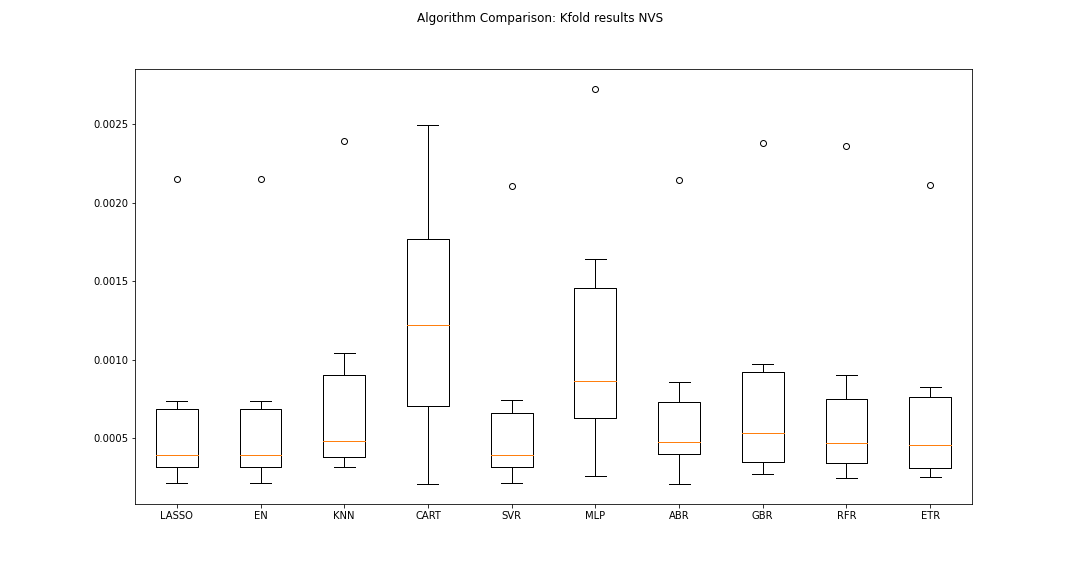 Algorithm Comparison: Kfold results NVS
0.0025
0.0020
0.0015
0.0010
0.0005
LASSO EN KNN CART SVR MLP ABR GBR RFR ETR